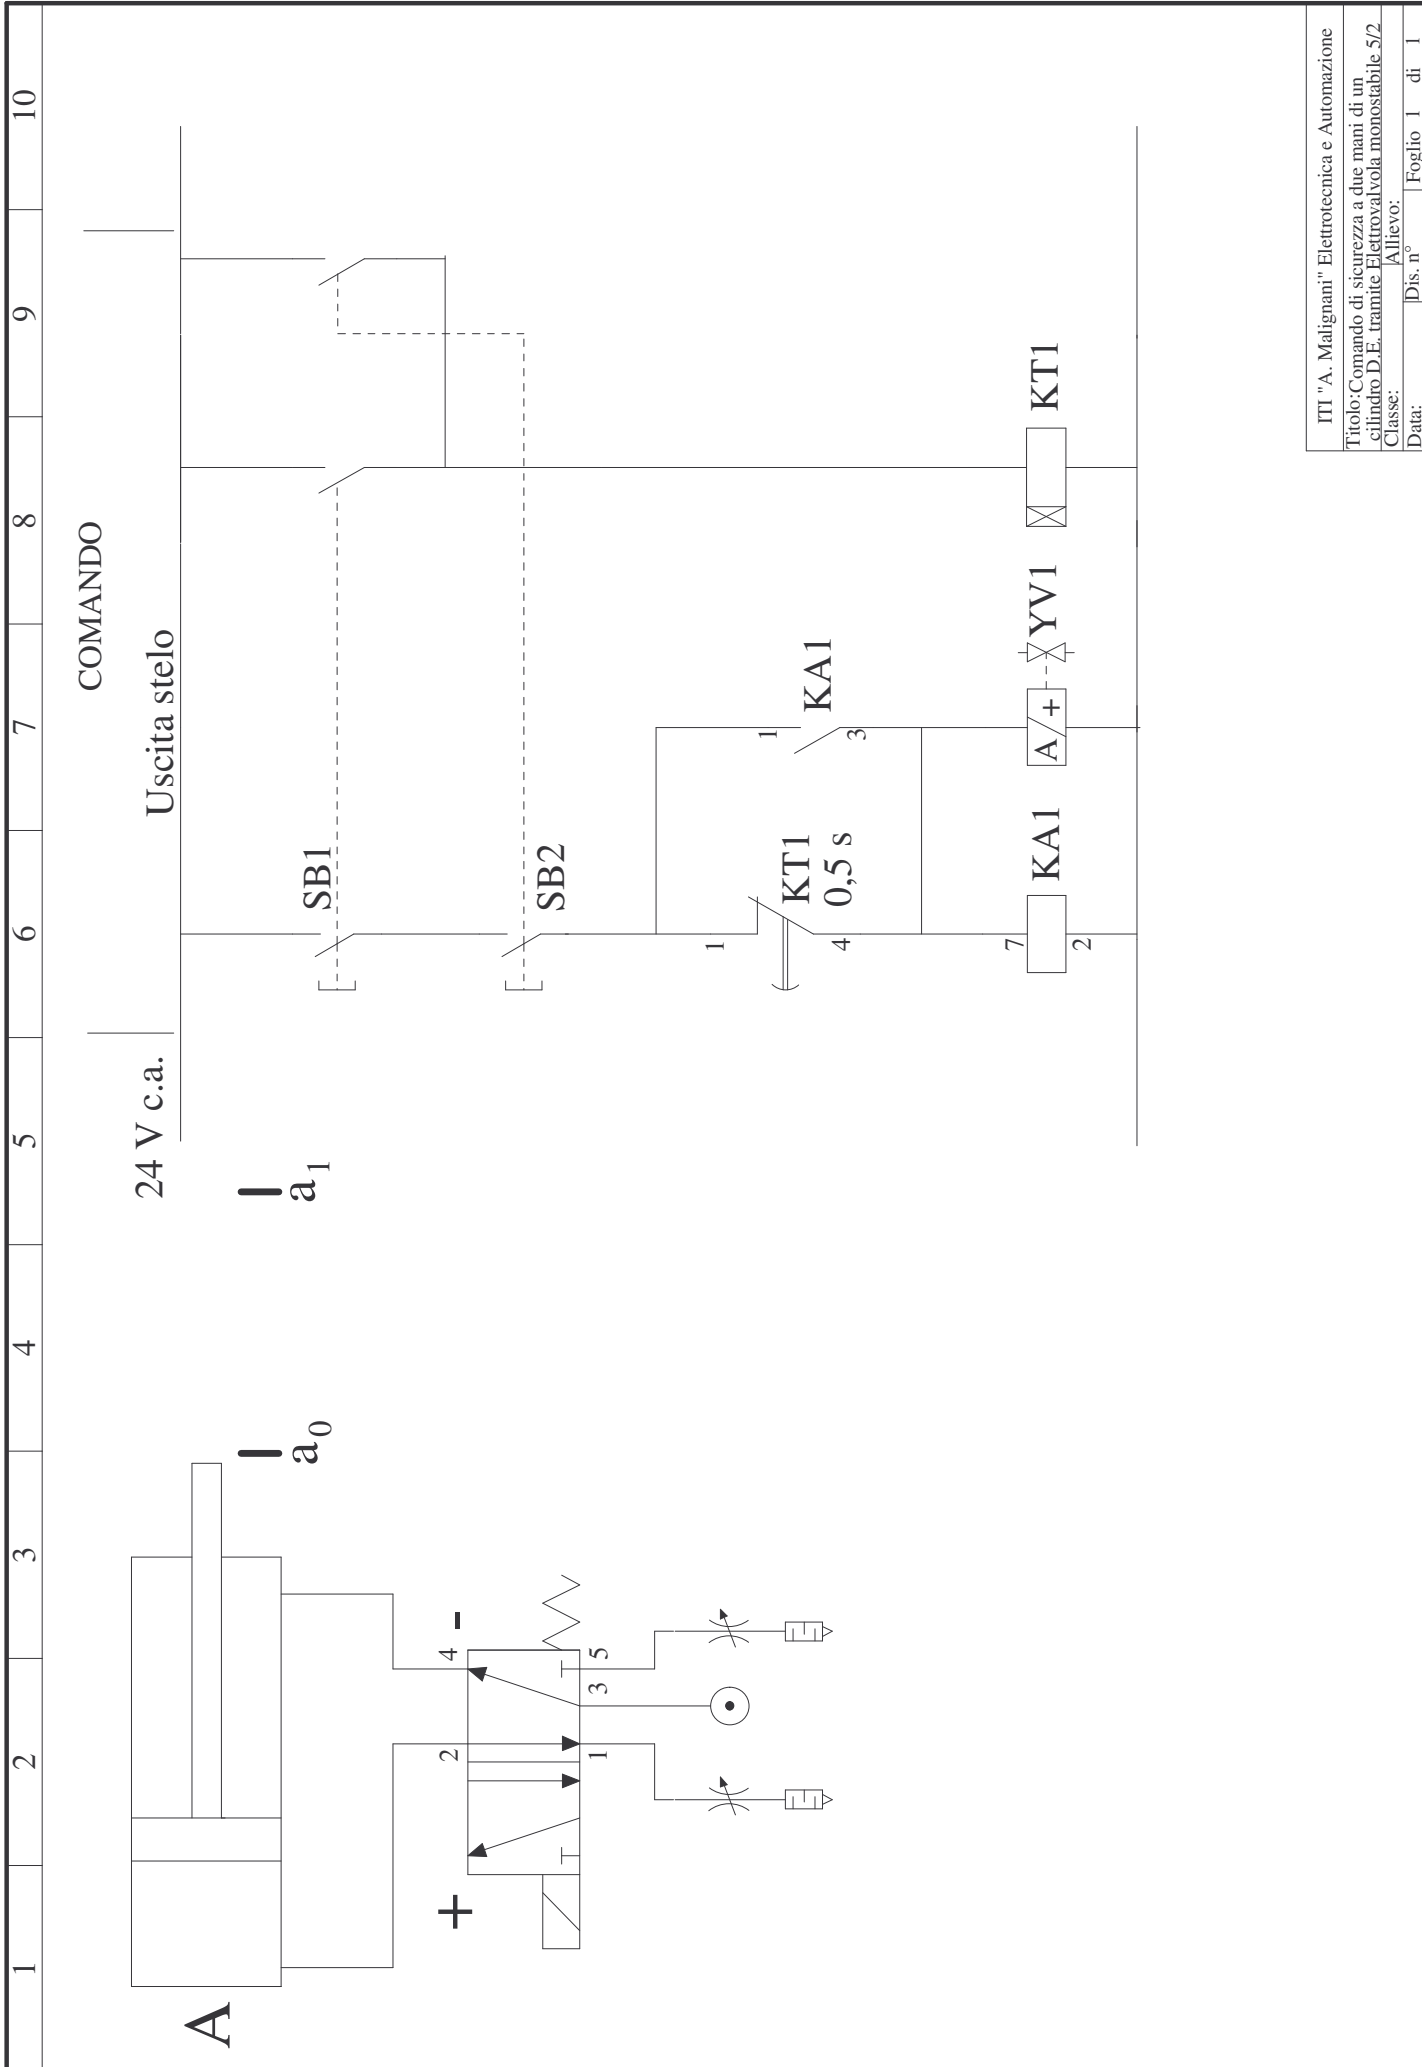 1 2 3 4 5 6 7 8 9 10
COMANDO
24 V c.a.
Uscita stelo
A
a0
a1
SB1
SB2
+
-
2
4
1
3
5
1
KT1
0,5 s
4
1
KA1
3
7
KA1
2
A +
YV1
KT1
ITI "A. Malignani" Elettrotecnica e Automazione
Titolo:Comando di sicurezza a due mani di un
cilindro D.E. tramite Elettrovalvola monostabile 5/2
Classe: Allievo:
Data: Dis. n° Foglio 1 di 1